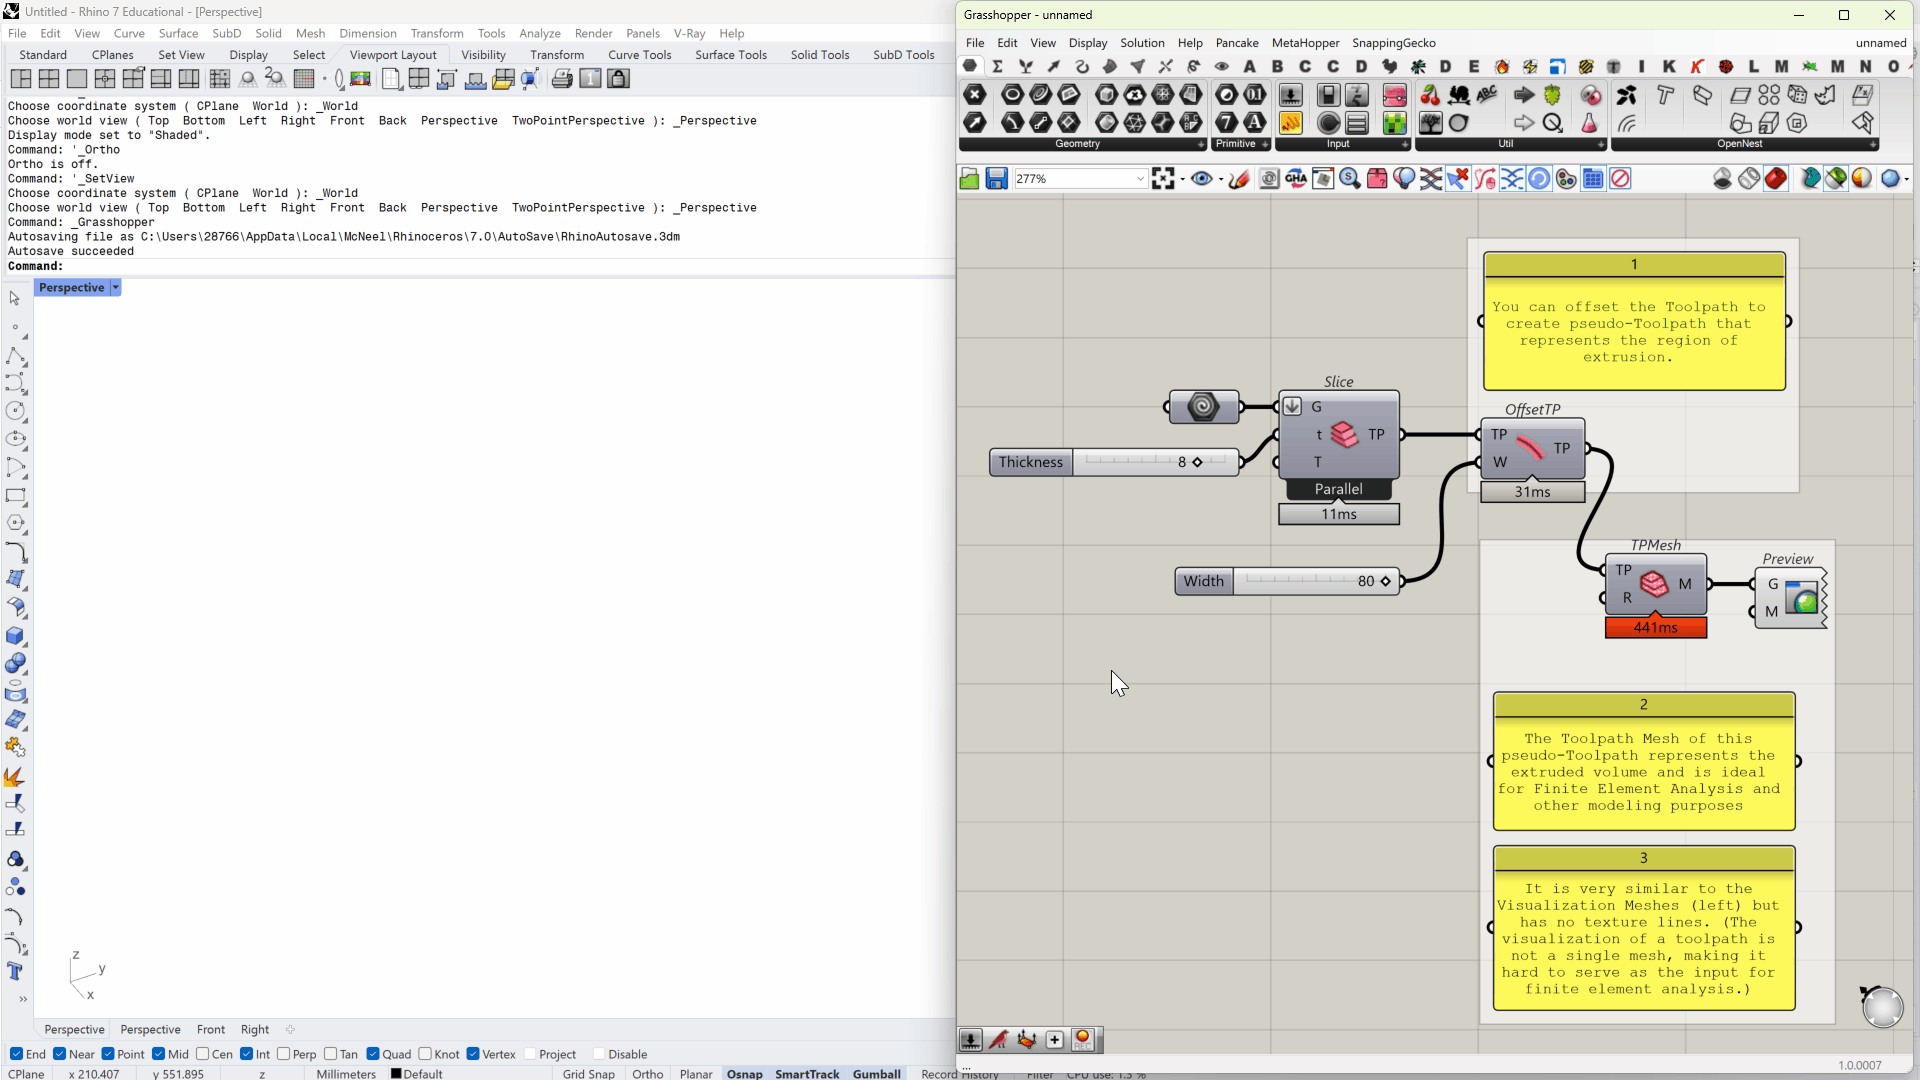 Untitled - Rhino 7 Educational - [Perspective]
File Edit View Curve Surface SubD Solid Mesh Dimension Transform Tools Analyze Render Panels V-Ray Help
Standard CPlanes Set View Display Select Viewport Layout Visibility Transform Curve Tools Surface Tools Solid Tools SubD Tools
Choose coordinate system ( CPlane World ): _World
Choose world view ( Top Bottom Left Right Front Back Perspective TwoPointPerspective ): _Perspective
Display mode set to "Shaded".
Command: '_Ortho
Ortho is off.
Command: '_SetView
Choose coordinate system ( CPlane World ): _World
Choose world view ( Top Bottom Left Right Front Back Perspective TwoPointPerspective ): _Perspective
Command: _Grasshopper
Autosaving file as C:\Users\28766\AppData\Local\McNeel\Rhinoceros\7.0\AutoSave\RhinoAutosave.3dm
Autosave succeeded
Command:
Perspective
z
y
x
Perspective Perspective Front Right
End Near Point Mid Cen Int Perp Tan Quad Knot Vertex Project Disable
CPlane x 210.407 y 551.895 z Millimeters Default Grid Snap Ortho Planar Osnap SmartTrack Gumball Record History Filter CPU use: 1.3 %
Grasshopper - unnamed
File Edit View Display Solution Help Pancake MetaHopper SnappingGecko unnamed
A B C C D D E I K K L M M N O
Geometry Primitive Input Util OpenNest
277%
1
You can offset the Toolpath to
create pseudo-Toolpath that
represents the region of
extrusion.
Slice
G
t TP
T
Parallel
11ms
Thickness 8
OffsetTP
TP TP
W
31ms
Width 80
TPMesh
TP M
R
441ms
Preview
G
M
2
The Toolpath Mesh of this
pseudo-Toolpath represents the
extruded volume and is ideal
for Finite Element Analysis and
other modeling purposes
3
It is very similar to the
Visualization Meshes (left) but
has no texture lines. (The
visualization of a toolpath is
not a single mesh, making it
hard to serve as the input for
finite element analysis.)
...
1.0.0007